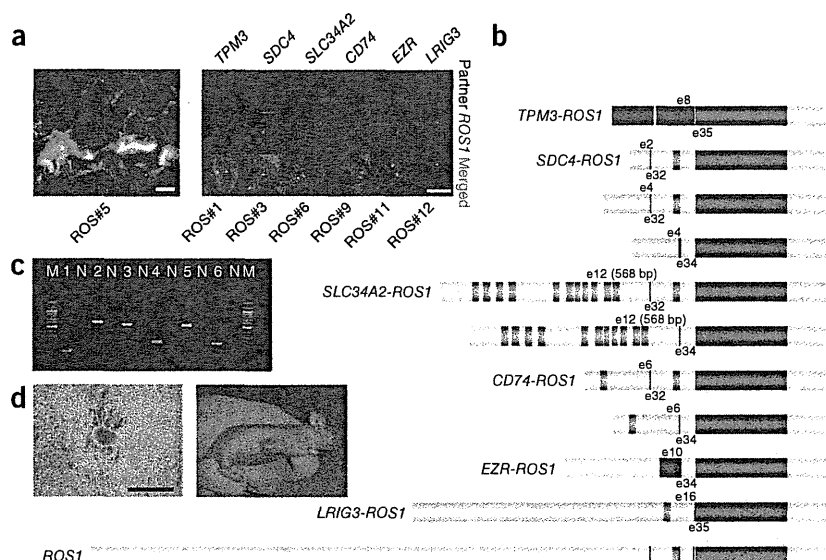 a
TPM3
SDC4
SLC34A2
CD74
EZR
LRIG3
Partner ROS1 Merged
ROS#5
ROS#1
ROS#3
ROS#6
ROS#9
ROS#11
ROS#12
b
TPM3-ROS1
e8
e35
SDC4-ROS1
e2
e32
e4
e32
e4
e34
SLC34A2-ROS1
e12 (568 bp)
e32
e12 (568 bp)
e34
CD74-ROS1
e6
e32
e6
e34
EZR-ROS1
e10
e34
LRIG3-ROS1
e16
e35
ROS1
c
M 1 N 2 N 3 N 4 N 5 N 6 N M
d